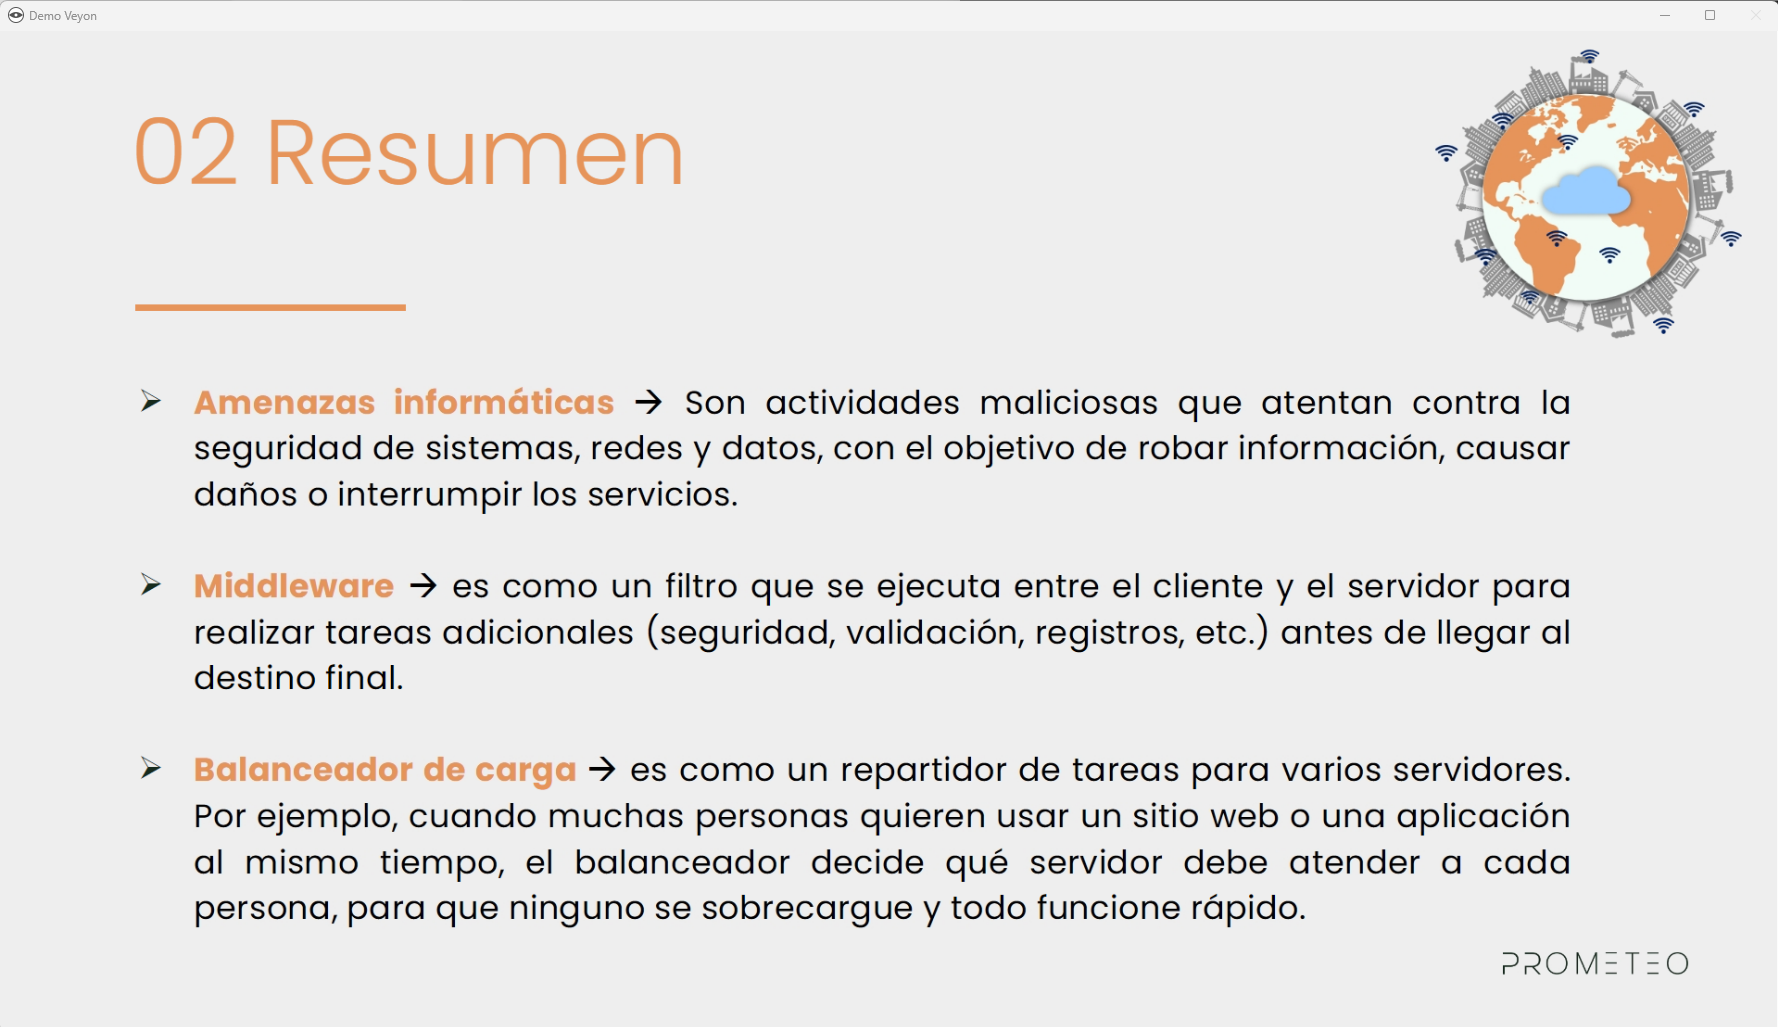 Demo Veyon
02 Resumen
Amenazas informáticas → Son actividades maliciosas que atentan contra la
seguridad de sistemas, redes y datos, con el objetivo de robar información, causar
daños o interrumpir los servicios.
Middleware → es como un filtro que se ejecuta entre el cliente y el servidor para
realizar tareas adicionales (seguridad, validación, registros, etc.) antes de llegar al
destino final.
Balanceador de carga → es como un repartidor de tareas para varios servidores.
Por ejemplo, cuando muchas personas quieren usar un sitio web o una aplicación
al mismo tiempo, el balanceador decide qué servidor debe atender a cada
persona, para que ninguno se sobrecargue y todo funcione rápido.
PROMETEO